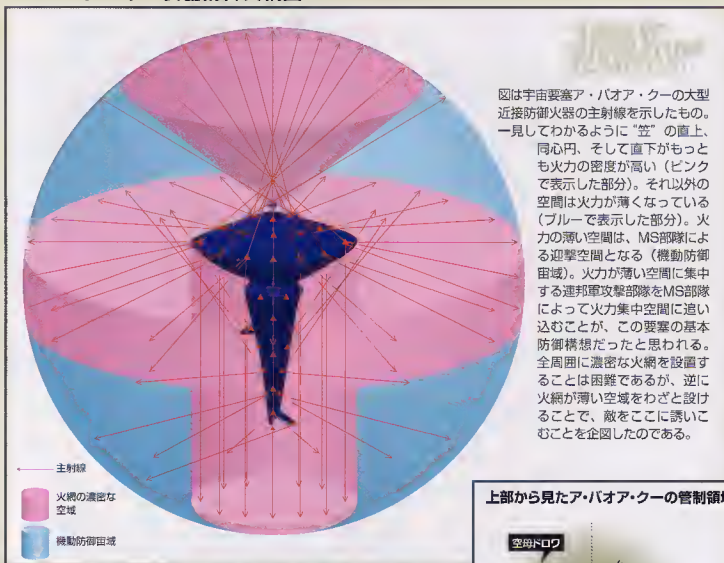 図は宇宙要塞ア・バオア・クーの大型
近接防御火器の主射線を示したもの。
一見してわかるように“笠”の直上、
同心円、そして直下がもっと
も火力の密度が高い（ピンク
で表示した部分）。それ以外の
空間は火力が薄くなっている
（ブルーで表示した部分）。火
力の薄い空間は、MS部隊によ
る迎撃空間となる（機動防御
宙域）。火力が薄い空間に集中
する連邦軍攻撃部隊をMS部隊
によって火力集中空間に追い
込むことが、この要塞の基本
防御構想だったと思われる。
全周囲に濃密な火網を設置す
ることは困難であるが、逆に
火網が薄い空域をわざと設け
ることで、敵をここに誘いこ
むことを企図したのである。
主射線
火網の濃密な
空域
機動防御宙域
上部から見たア・バオア・クーの管制領
空母ドロワ